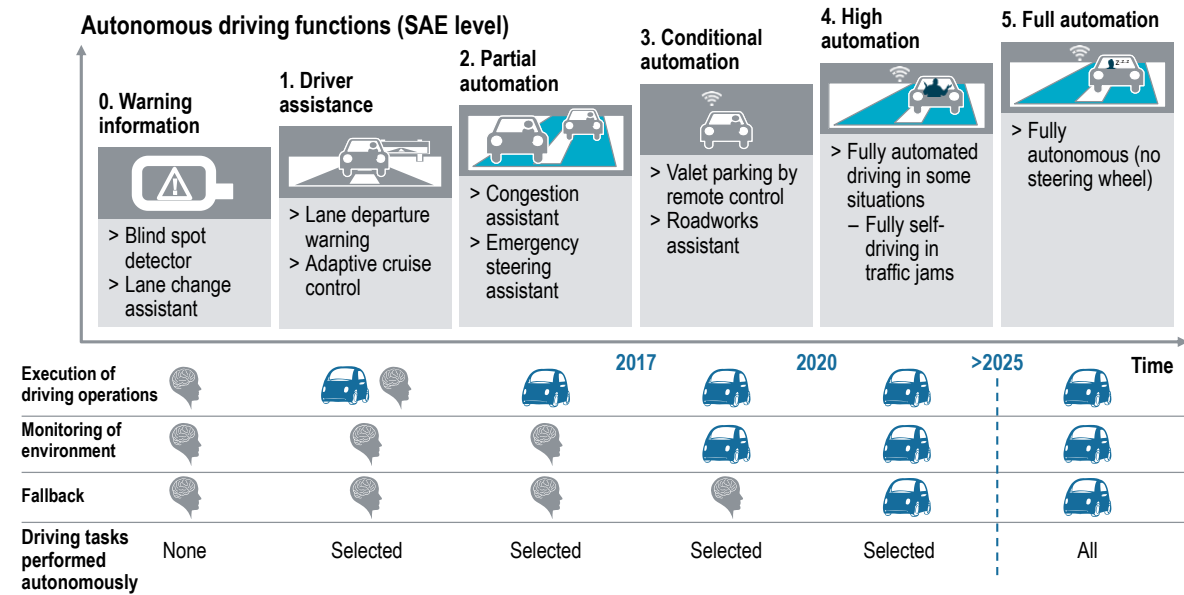 Autonomous driving functions (SAE level)
0. Warning
information
> Blind spot
detector
> Lane change
assistant
1. Driver
assistance
> Lane departure
warning
> Adaptive cruise
control
2. Partial
automation
> Congestion
assistant
> Emergency
steering
assistant
3. Conditional
automation
> Valet parking by
remote control
> Roadworks
assistant
4. High
automation
> Fully automated
driving in some
situations
– Fully self-
driving in
traffic jams
5. Full automation
z z z
> Fully
autonomous (no
steering wheel)
2017 2020 >2025 Time
Execution of
driving operations
Monitoring of
environment
Fallback
Driving tasks
performed
autonomously
None Selected Selected Selected Selected All